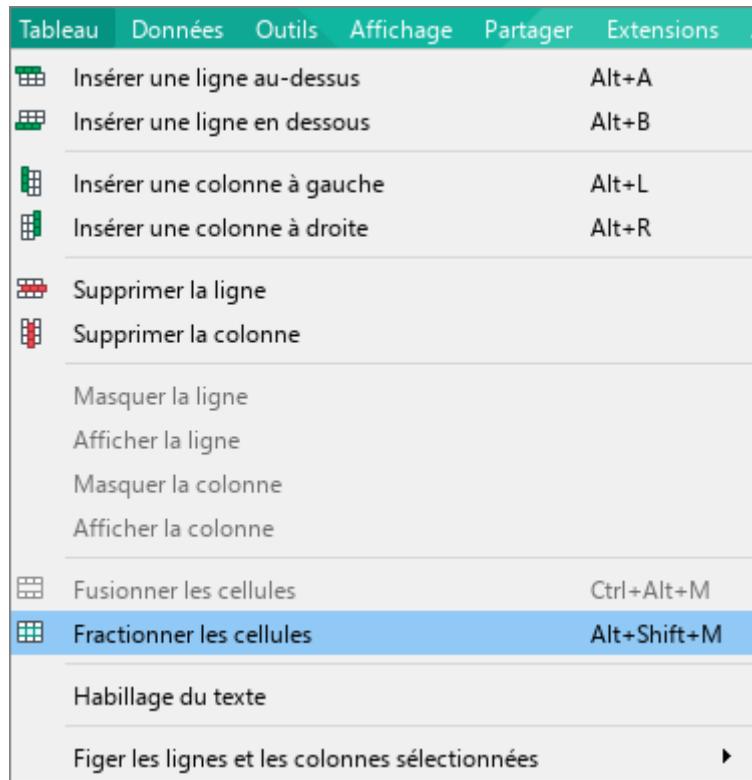 Tableau Données Outils Affichage Partager Extensions
Insérer une ligne au-dessus Alt+A
Insérer une ligne en dessous Alt+B
Insérer une colonne à gauche Alt+L
Insérer une colonne à droite Alt+R
Supprimer la ligne
Supprimer la colonne
Masquer la ligne
Afficher la ligne
Masquer la colonne
Afficher la colonne
Fusionner les cellules Ctrl+Alt+M
Fractionner les cellules Alt+Shift+M
Habillage du texte
Figer les lignes et les colonnes sélectionnées